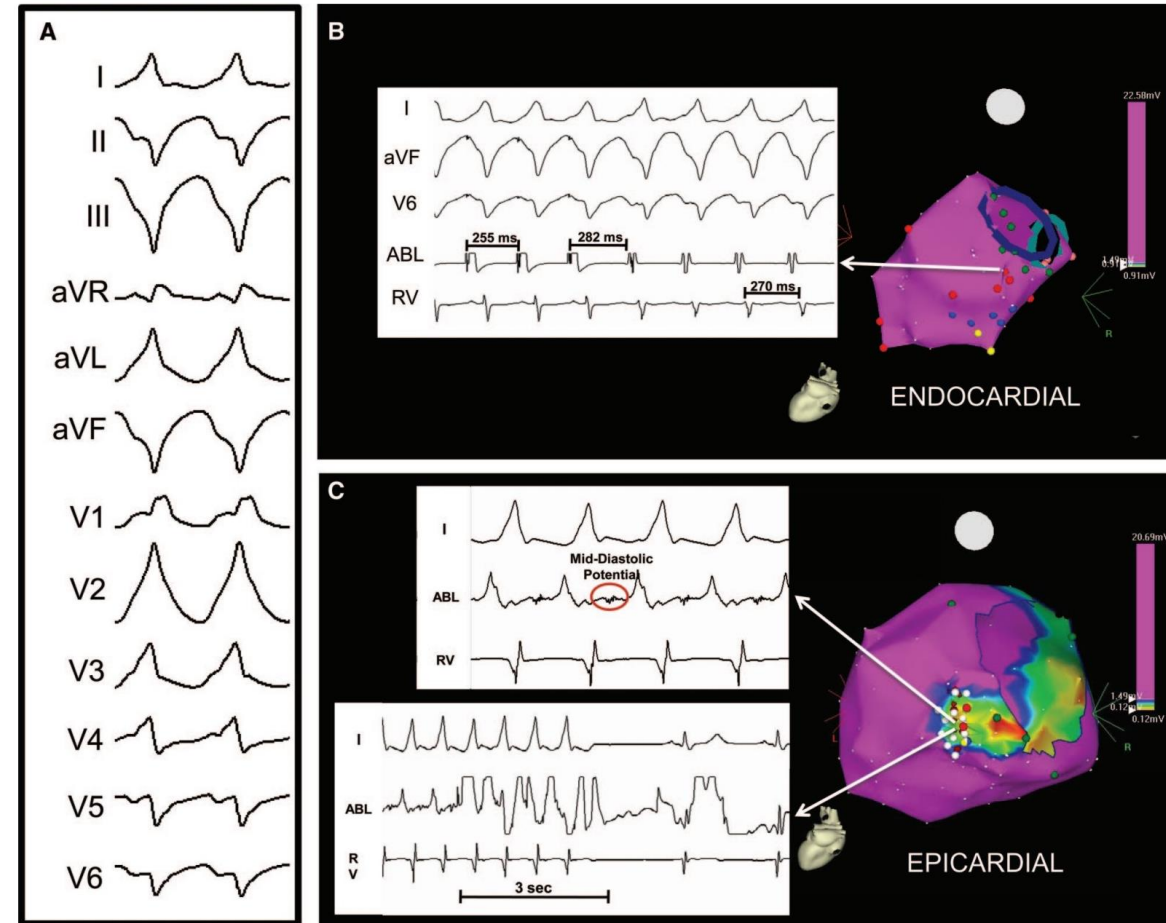 A
I
II
III
aVR
aVL
aVF
V1
V2
V3
V4
V5
V6
B
I
aVF
V6
255 ms
282 ms
ABL
RV
270 ms
22.58mV
1.49mV
0.91mV
R
ENDOCARDIAL
C
I
Mid-Diastolic
Potential
ABL
RV
I
ABL
R
V
3 sec
20.69mV
1.49mV
0.12mV
0.12mV
L
R
EPICARDIAL